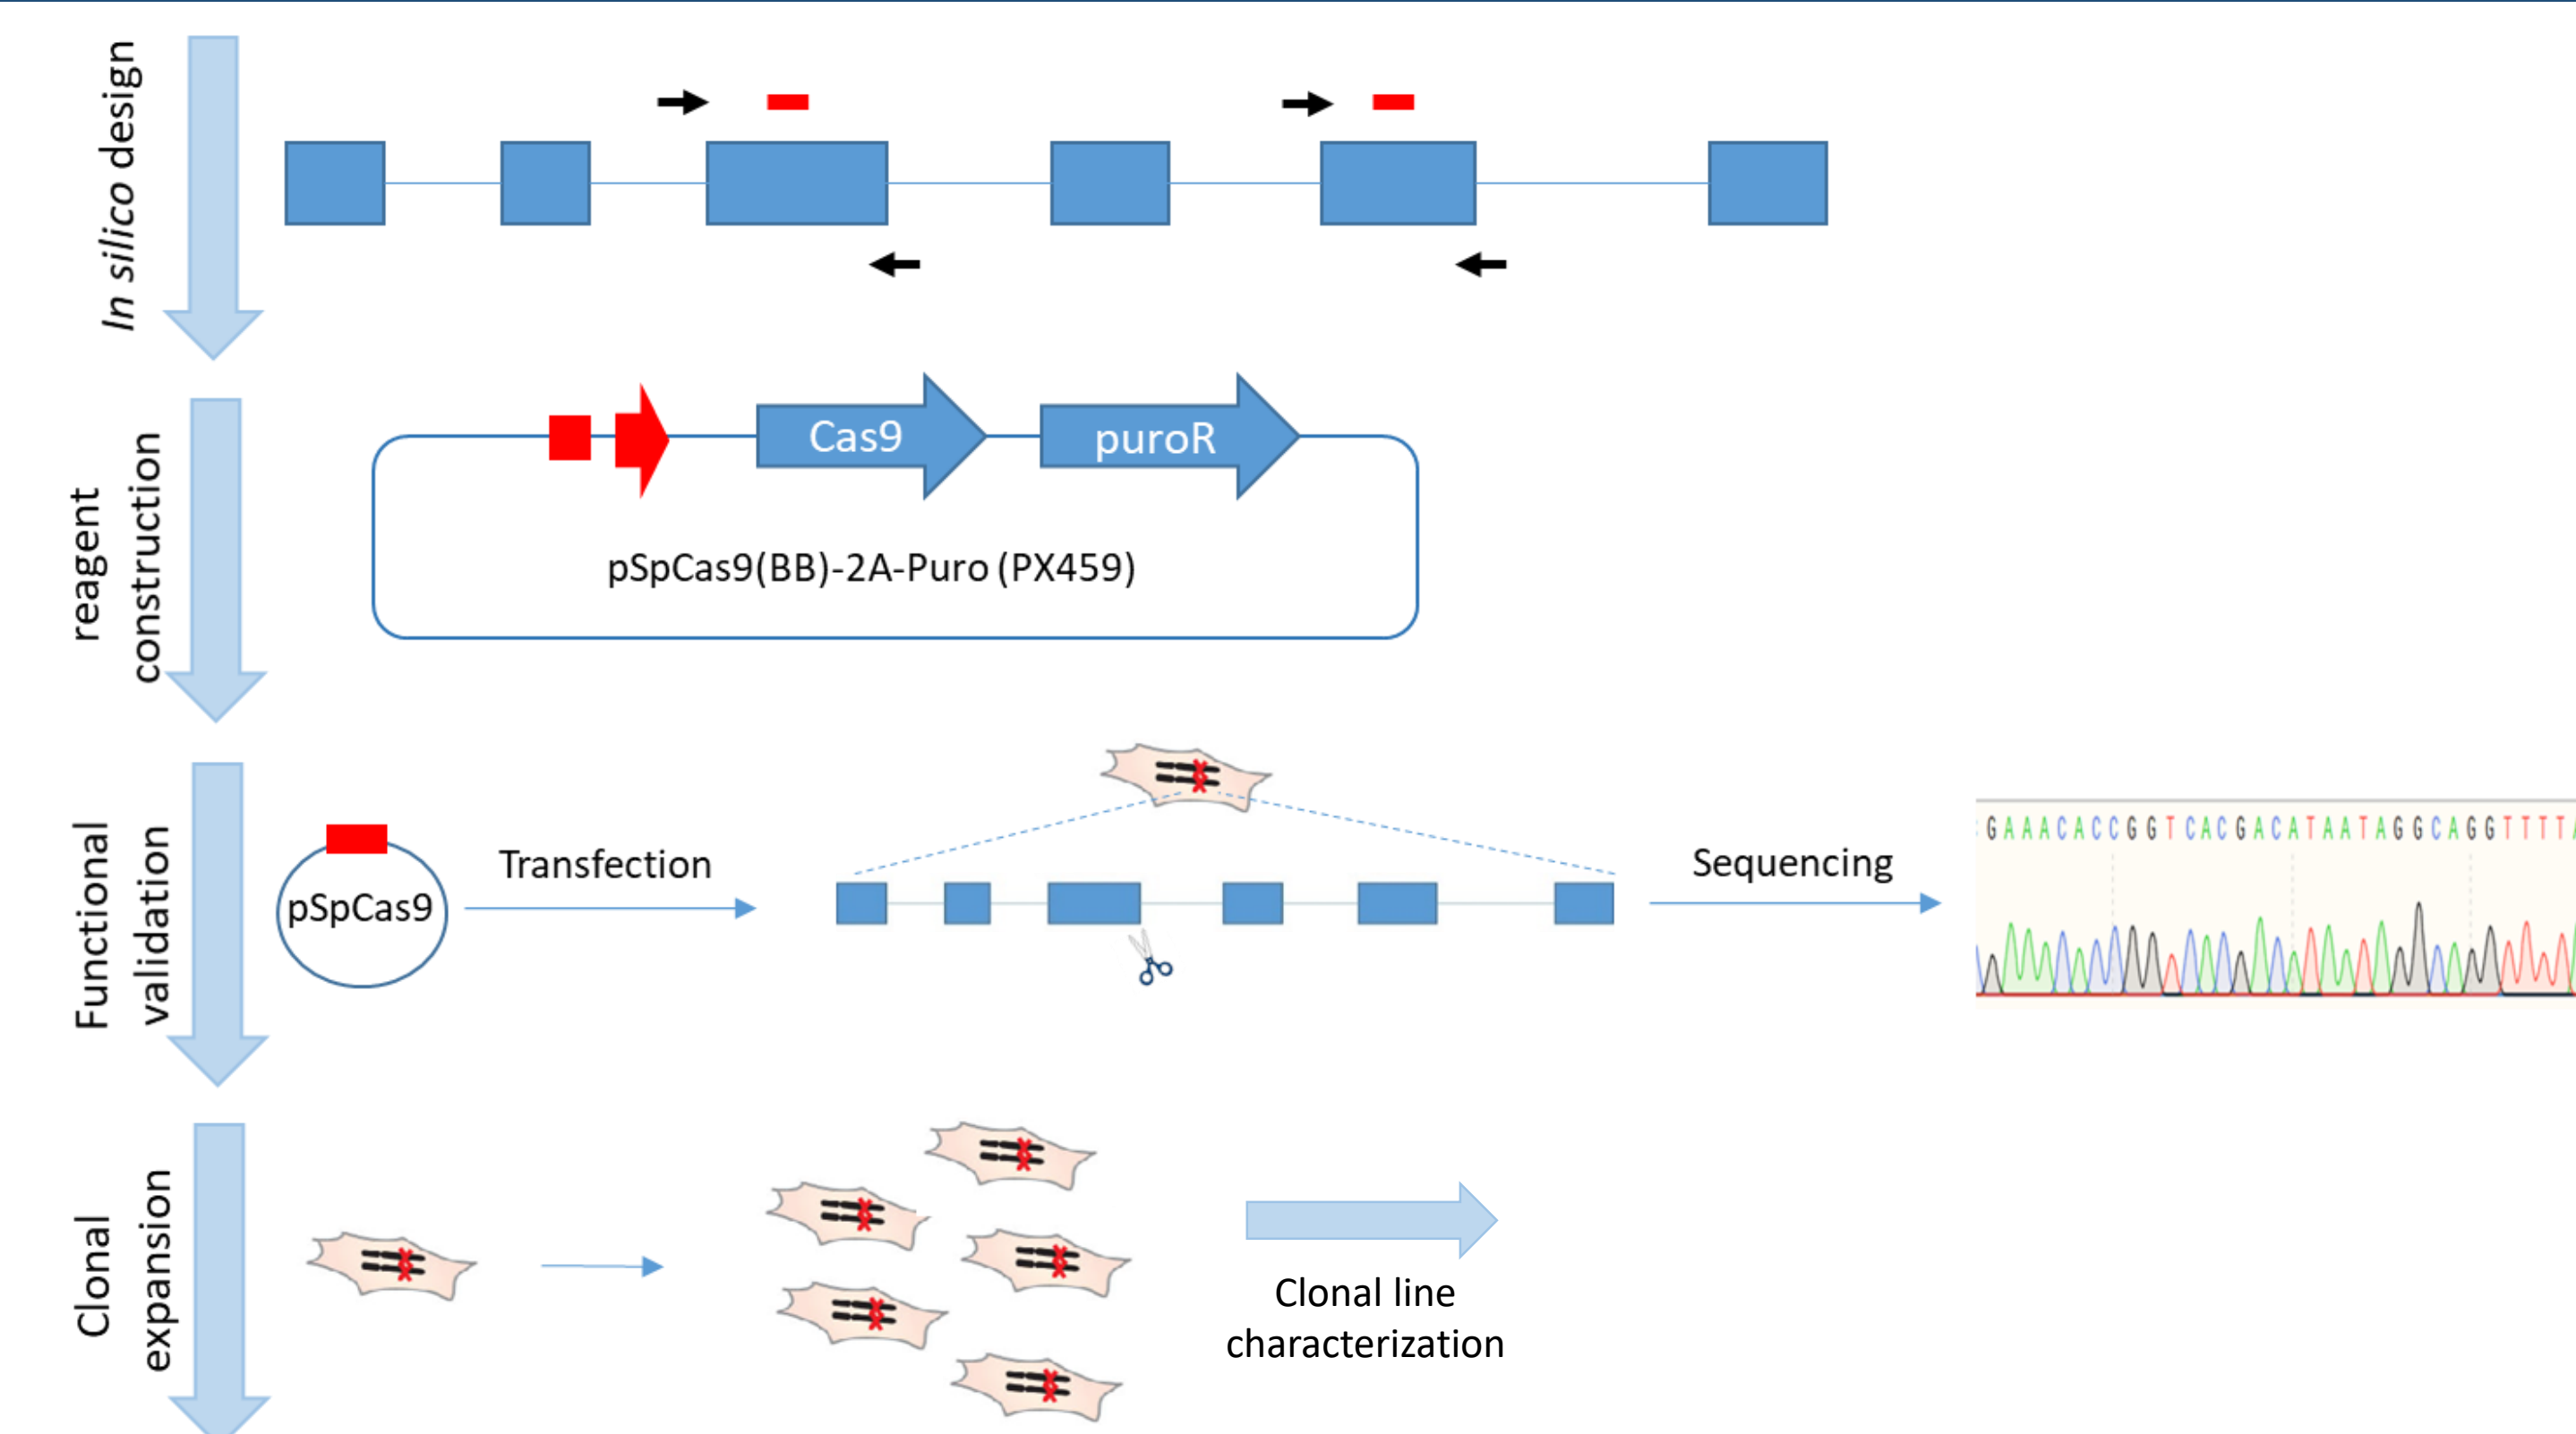 In silico design
reagent
construction
Cas9
puroR
pSpCas9(BB)-2A-Puro (PX459)
Functional
validation
pSpCas9
Transfection
Sequencing
GAAACACCGGTCACGACATAATAGGCAGGTTTTA
Clonal
expansion
Clonal line
characterization